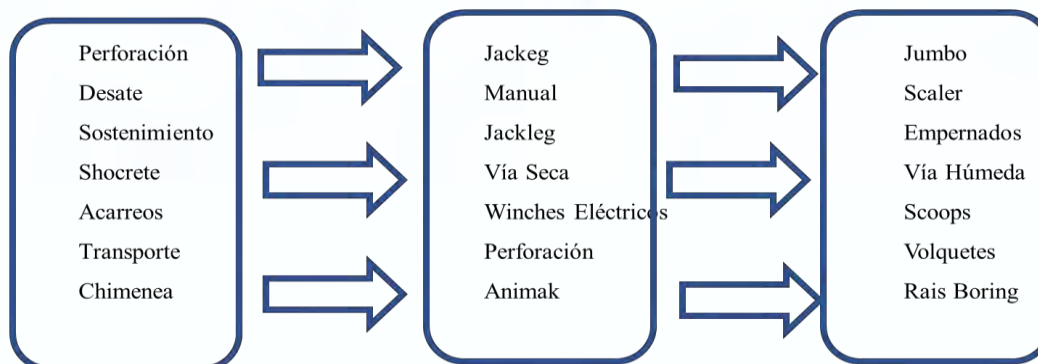 Perforación
Desate
Sostenimiento
Shocrete
Acarreos
Transporte
Chimenea
Jackeg
Manual
Jackleg
Vía Seca
Winches Eléctricos
Perforación
Animak
Jumbo
Scaler
Empernados
Vía Húmeda
Scoops
Volquetes
Rais Boring